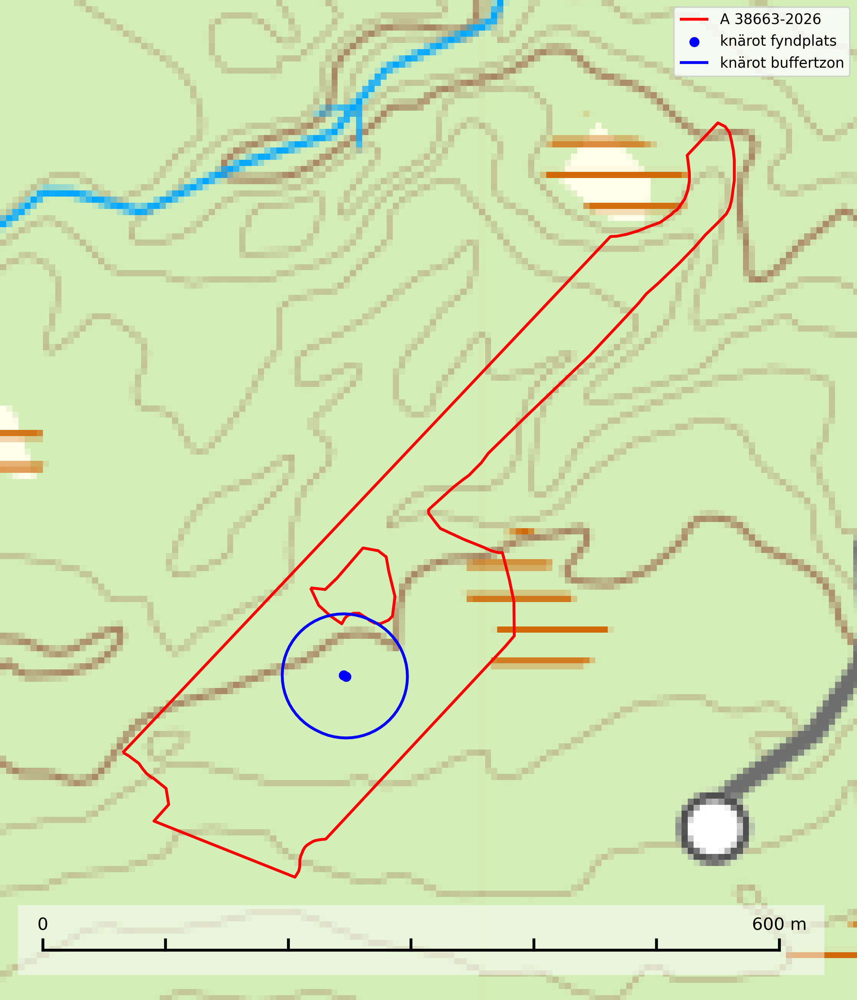 A 38663-2026
knärot fyndplats
knärot buffertzon
0
600 m